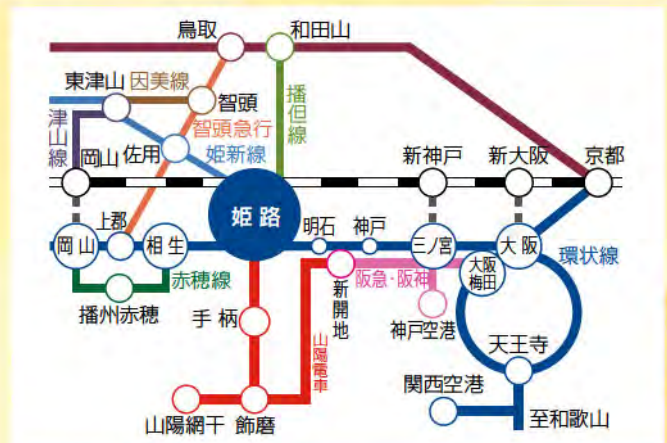 鳥取
和田山
東津山
因美線
智頭
播但線
津山線
智頭急行
岡山
佐用
姫新線
新神戸
新大阪
京都
姫路
上郡
明石
神戸
岡山
相生
三ノ宮
大阪
環状線
赤穂線
新開地
阪急・阪神
大阪
梅田
播州赤穂
手柄
山陽電車
神戸空港
天王寺
関西空港
山陽網干
飾磨
至和歌山